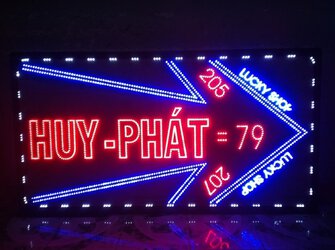 205
LUCKY SHOP
HUY-PHÁT = 79
207
LUCKY SHOP